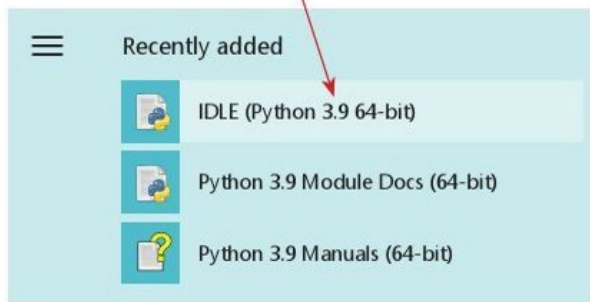 Recently added
IDLE (Python 3.9 64-bit)
Python 3.9 Module Docs (64-bit)
Python 3.9 Manuals (64-bit)